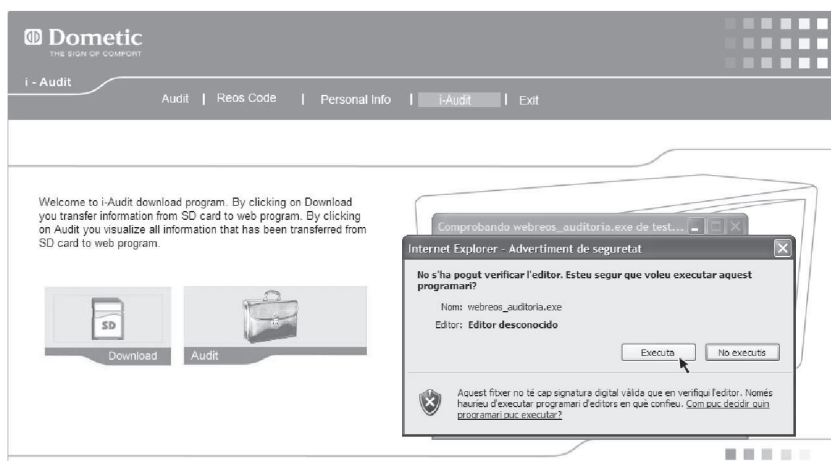 Dometic
THE SIGN OF COMFORT
i - Audit
Audit | Reos Code | Personal Info | i-Audit | Exit
Welcome to i-Audit download program. By clicking on Download
you transfer information from SD card to web program. By clicking
on Audit you visualize all information that has been transferred from
SD card to web program.
SD
Download
Audit
Comprobando webreos_auditoria.exe de test...
Internet Explorer - Advertiment de seguretat
No s'ha pogut verificar l'editor. Esteu segur que voleu executar aquest
programari?
Nom: webreos_auditoria.exe
Editor: Editor desconocido
Executa
No executis
Aquest fitxer no té cap signatura digital vàlida que en verifiqui l'editor. Només
hauríeu d'executar programari d'editors en què confieu. Com puc decidir quin
programari puc executar?